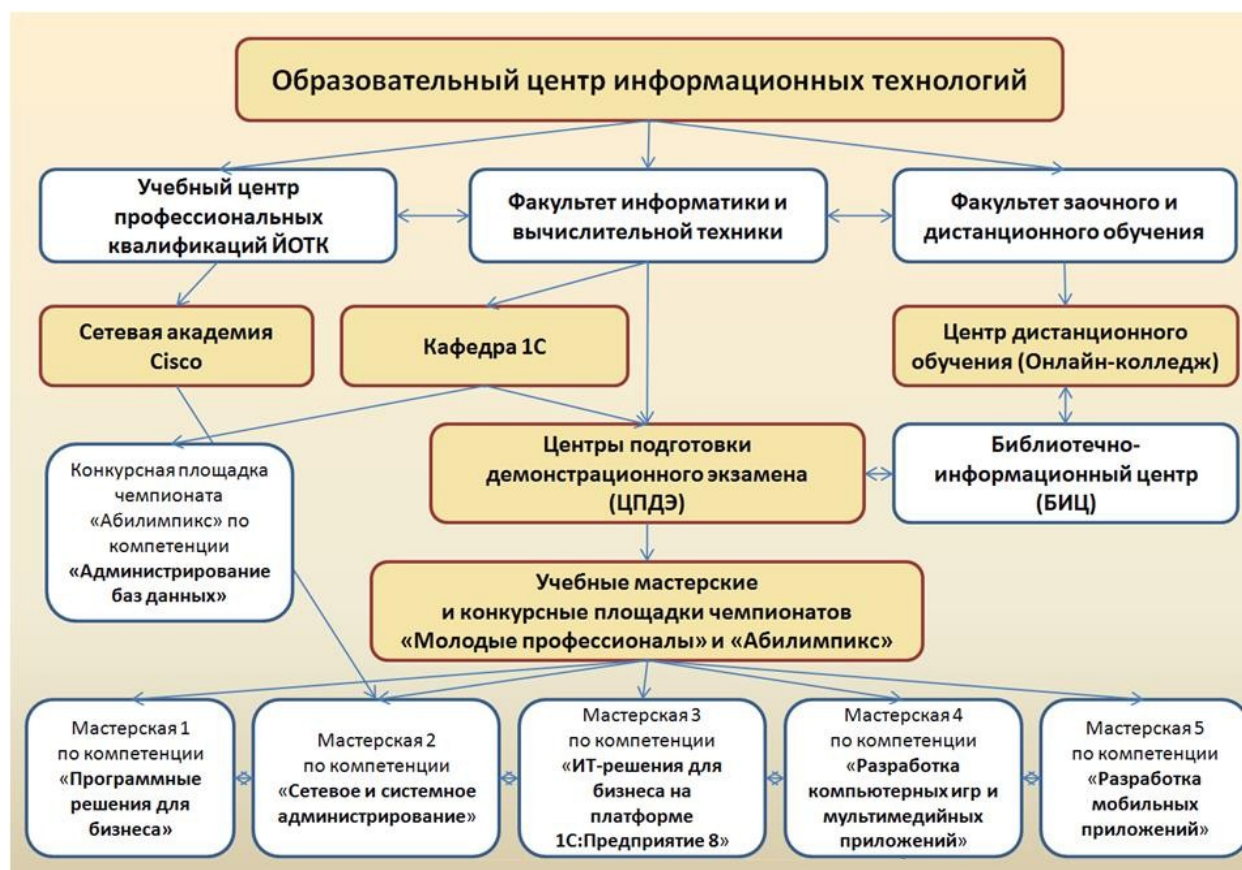 Образовательный центр информационных технологий
Учебный центр
профессиональных
квалификаций ЙОТК
Факультет информатики и
вычислительной техники
Факультет заочного и
дистанционного обучения
Сетевая академия
Cisco
Кафедра 1С
Центр дистанционного
обучения (Онлайн-колледж)
Конкурсная площадка
чемпионата
«Абилимпикс» по
компетенции
«Администрирование
баз данных»
Центры подготовки
демонстрационного экзамена
(ЦПДЭ)
Библиотечно-
информационный центр
(БИЦ)
Учебные мастерские
и конкурсные площадки чемпионатов
«Молодые профессионалы» и «Абилимпикс»
Мастерская 1
по компетенции
«Программные
решения для
бизнеса»
Мастерская 2
по компетенции
«Сетевое и системное
администрирование»
Мастерская 3
по компетенции
«ИТ-решения для
бизнеса на
платформе
1С:Предприятие 8»
Мастерская 4
по компетенции
«Разработка
компьютерных игр и
мультимедийных
приложений»
Мастерская 5
по компетенции
«Разработка
мобильных
приложений»